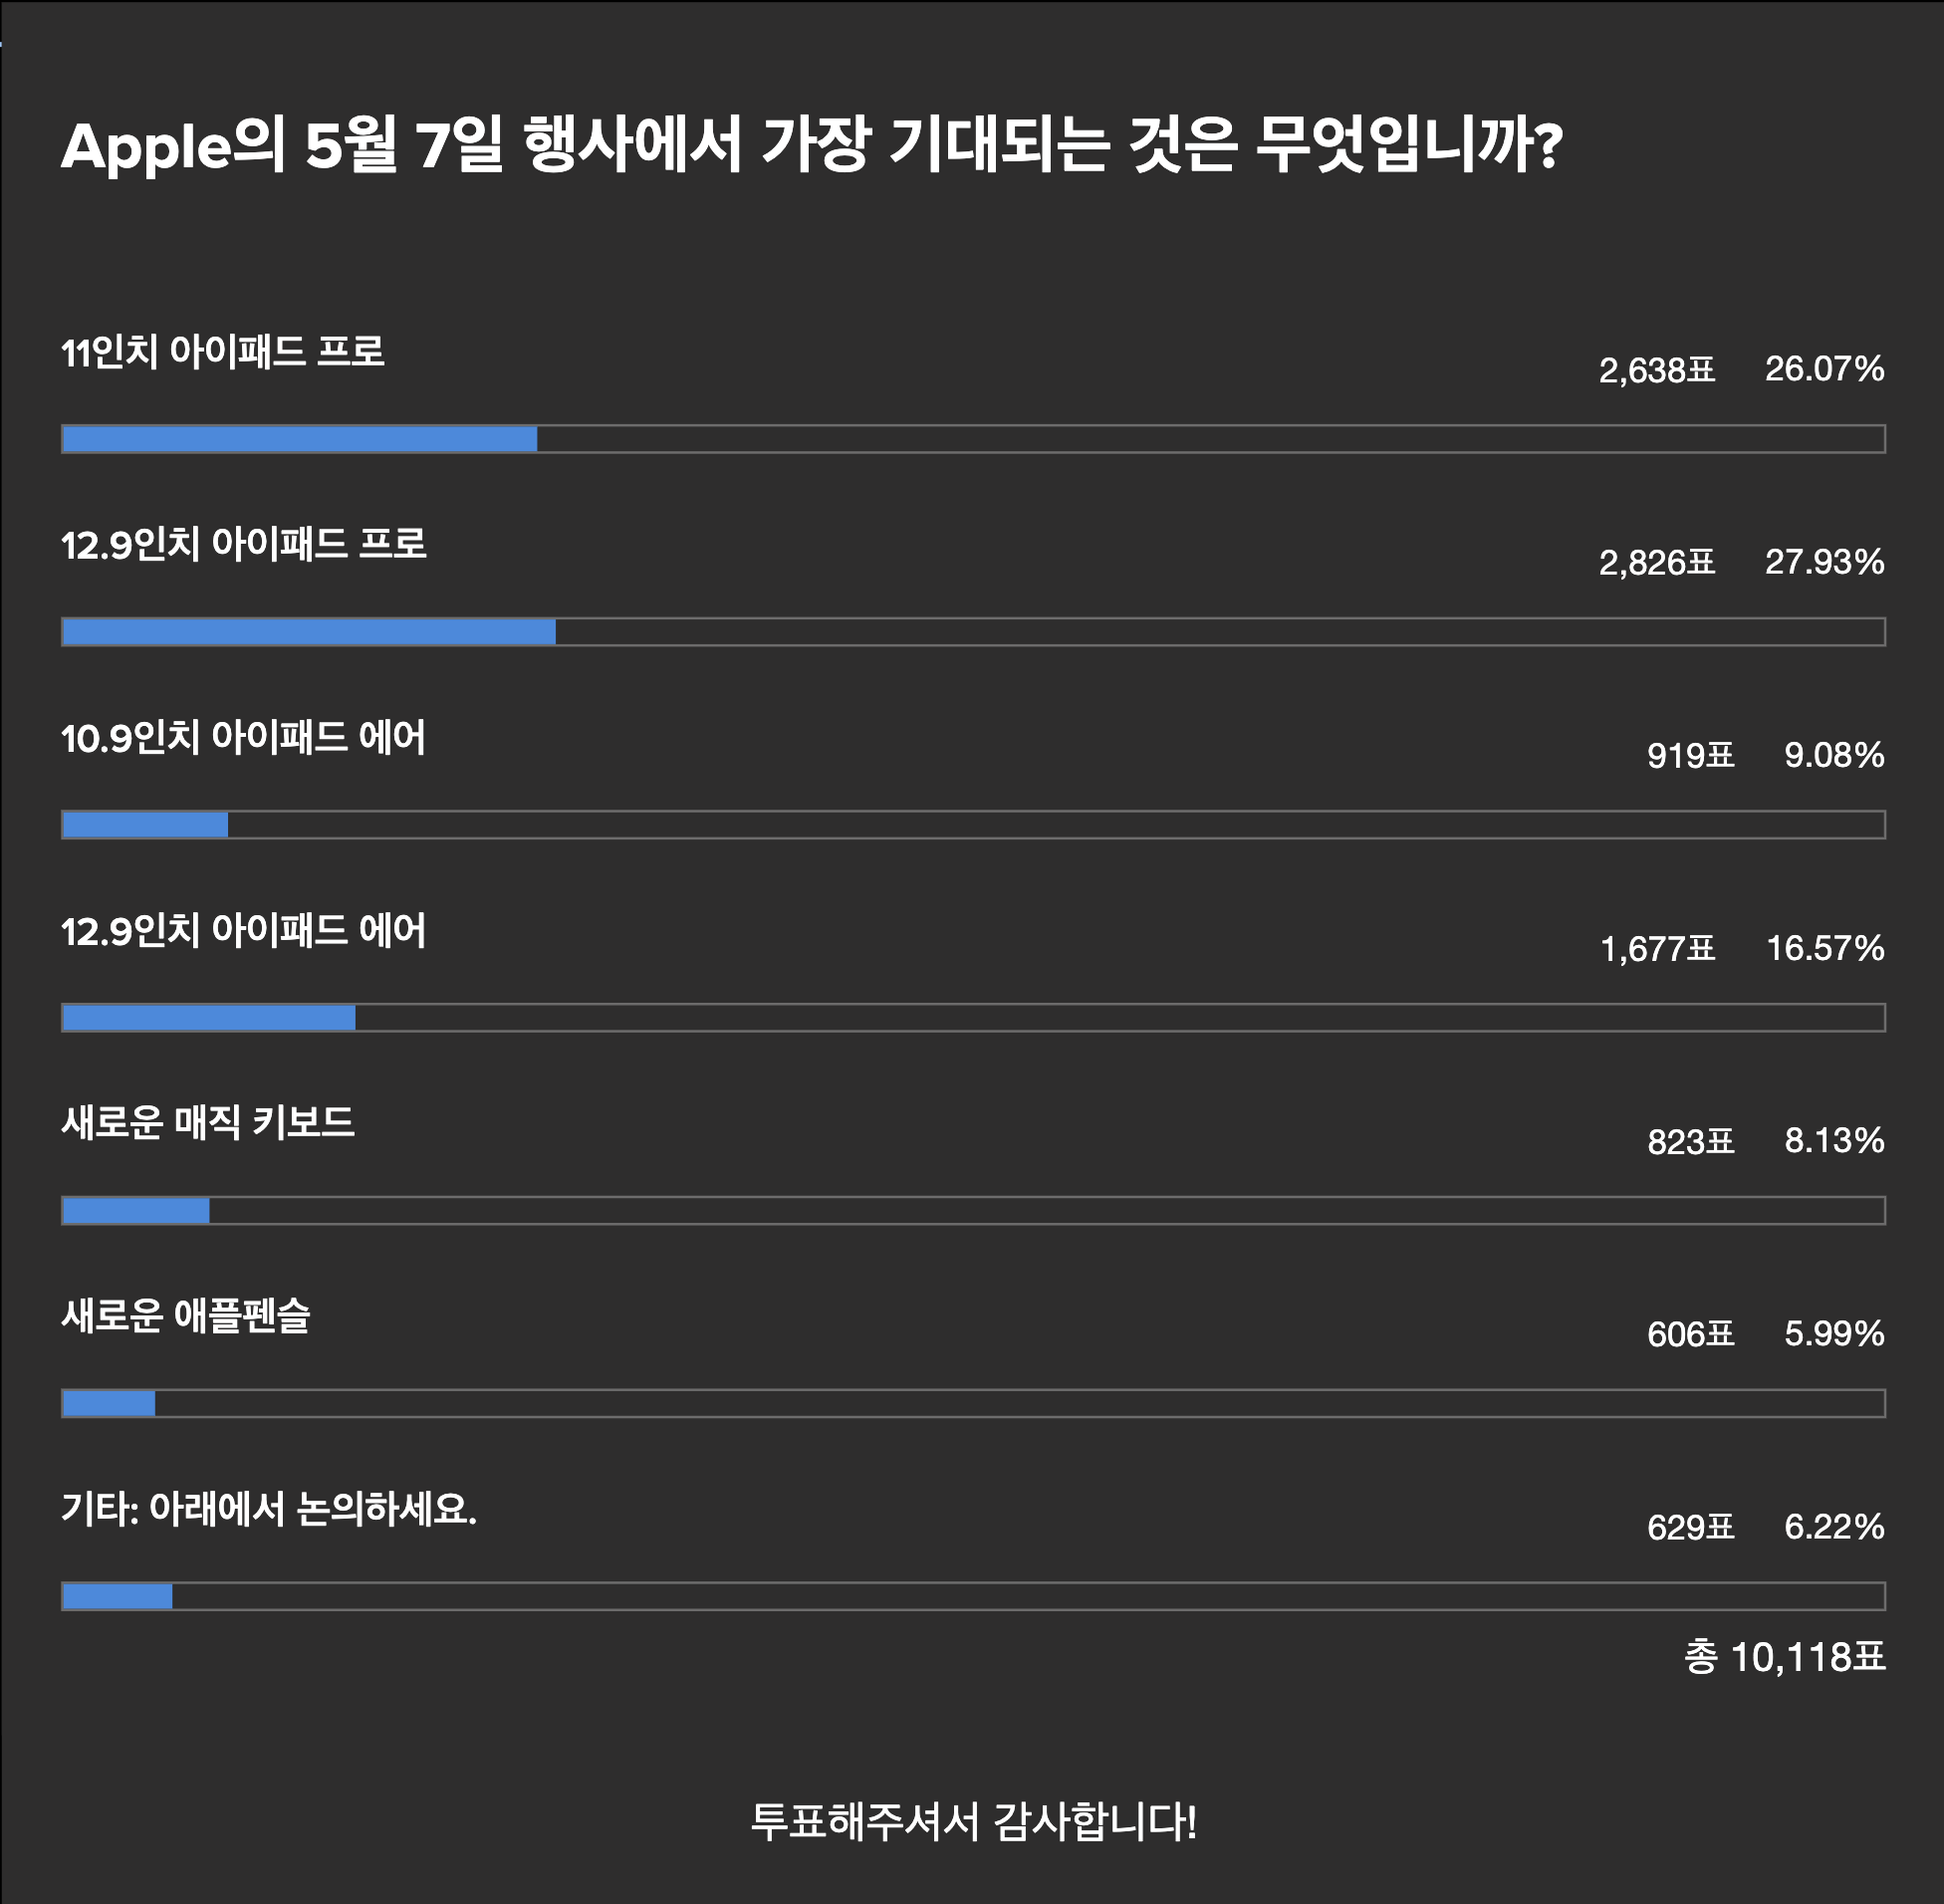 Apple의 5월 7일 행사에서 가장 기대되는 것은 무엇입니까?
11인치 아이패드 프로
2,638표 26.07%
12.9인치 아이패드 프로
2,826표 27.93%
10.9인치 아이패드 에어
919표 9.08%
12.9인치 아이패드 에어
1,677표 16.57%
새로운 매직 키보드
823표 8.13%
새로운 애플펜슬
606표 5.99%
기타: 아래에서 논의하세요.
629표 6.22%
총 10,118표
투표해주셔서 감사합니다!